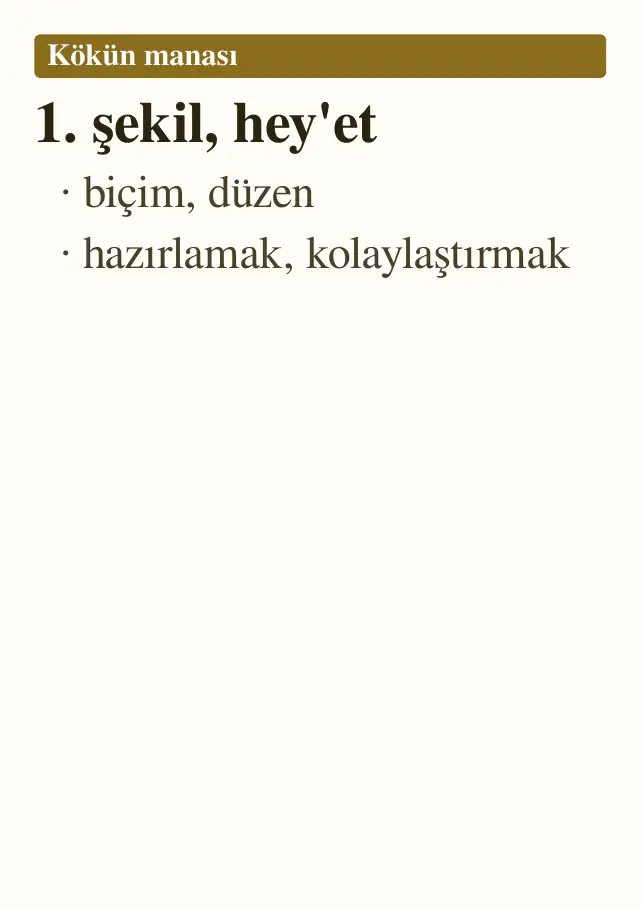 Kökün manası
1. şekil, hey'et
· biçim, düzen
· hazırlamak, kolaylaştırmak